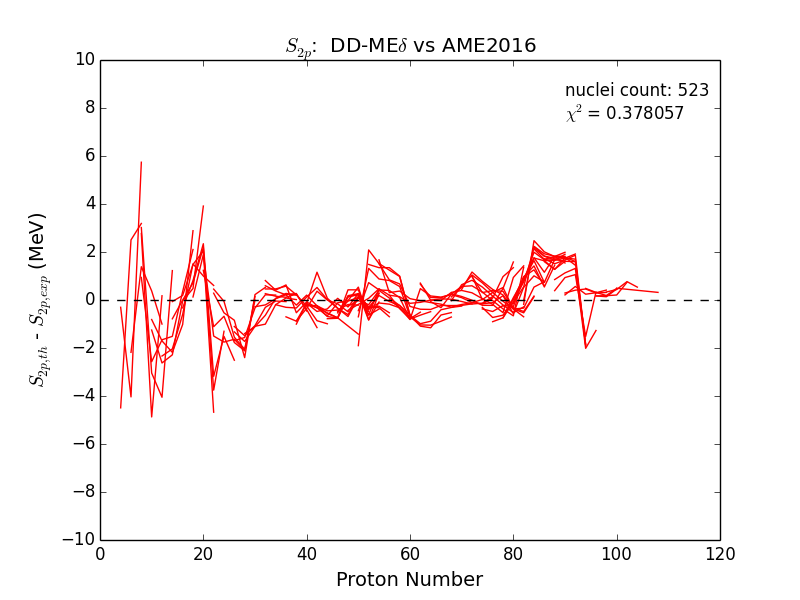 S2p: DD-MEδ vs AME2016
nuclei count: 523
χ² = 0.378057
10
8
6
4
2
0
−2
−4
−6
−8
−10
S2p,th - S2p,exp (MeV)
0 20 40 60 80 100 120
Proton Number